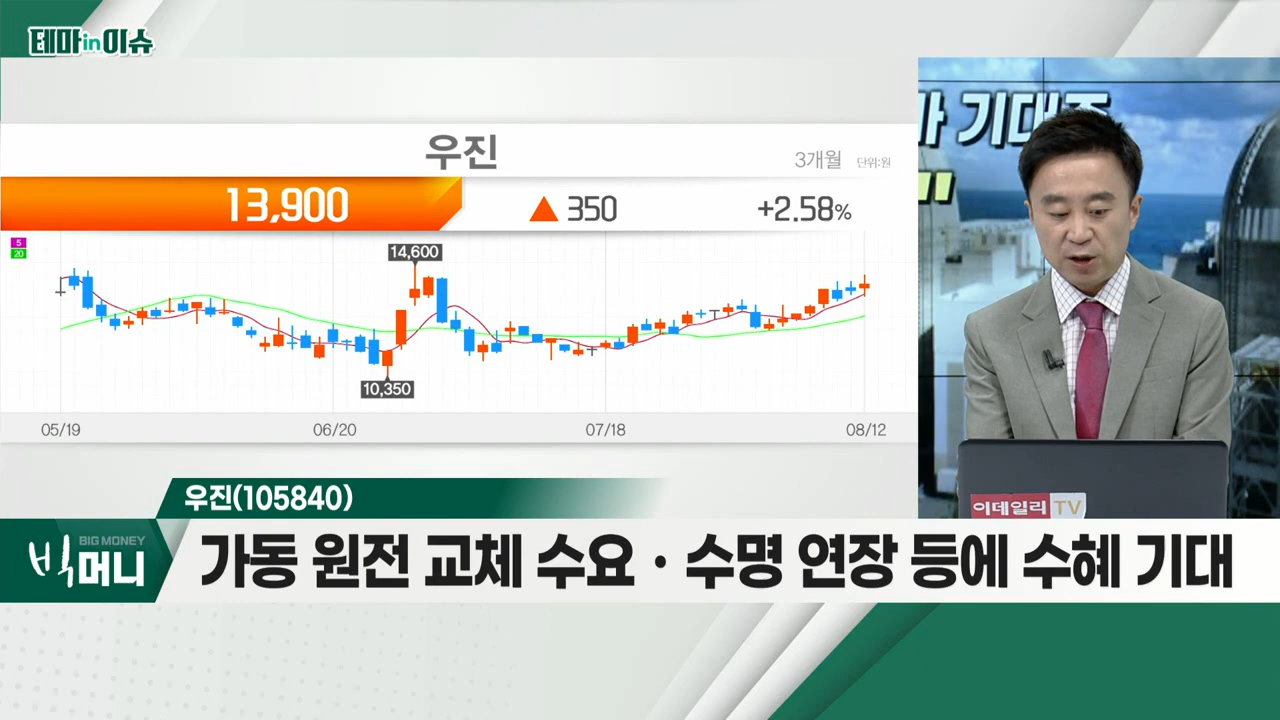 테마in이슈
우진
3개월 단위:원
13,900 ▲350 +2.58%
5
20
14,600
10,350
05/19 06/20 07/18 08/12
기대주
"
이데일리TV
우진(105840)
BIG MONEY
빅머니
가동 원전 교체 수요·수명 연장 등에 수혜 기대